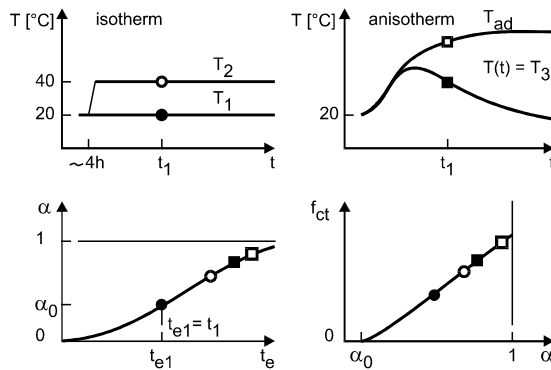 T [°C] isotherm
T₂
40
T₁
20
~4h t₁ t
T [°C] anisotherm
T_ad
T(t) = T₃
20
t₁ t
α
1
α₀
t_e1 = t₁
0
t_e1 t_e
f_ct
0
α₀ 1 α